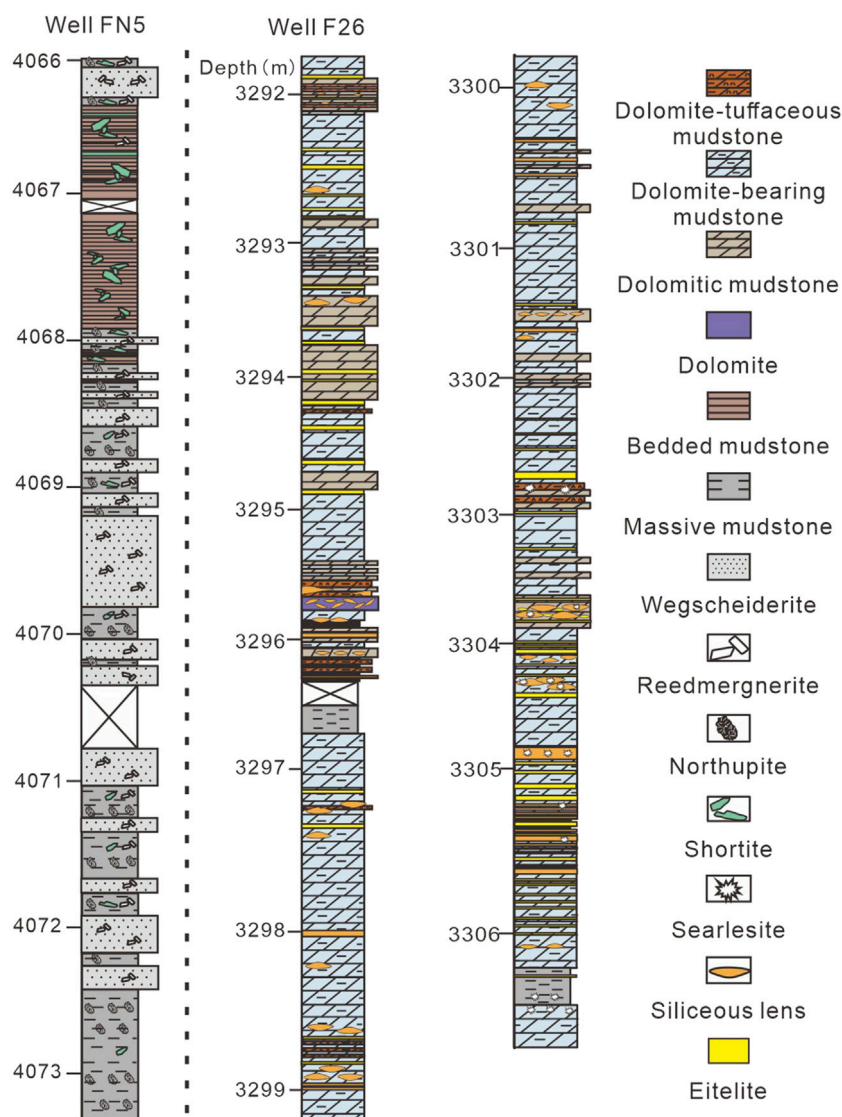 Well FN5
4066
4067
4068
4069
4070
4071
4072
4073
Well F26
Depth (m)
3292
3293
3294
3295
3296
3297
3298
3299
3300
3301
3302
3303
3304
3305
3306
Dolomite-tuffaceous
mudstone
Dolomite-bearing
mudstone
Dolomitic mudstone
Dolomite
Bedded mudstone
Massive mudstone
Wegscheiderite
Reedmergnerite
Northupite
Shortite
Searlesite
Siliceous lens
Eitelite